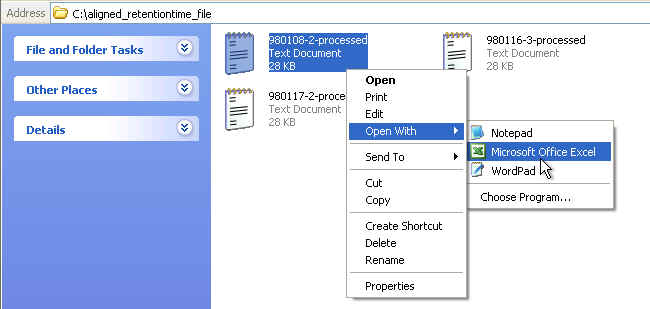 Address C:\aligned_retentiontime_file
File and Folder Tasks
Other Places
Details
980108-2-processed
Text Document
28 KB
980116-3-processed
Text Document
28 KB
980117-2-proce
Text Document
28 KB
Open
Print
Edit
Open With
Send To
Cut
Copy
Create Shortcut
Delete
Rename
Properties
Notepad
Microsoft Office Excel
WordPad
Choose Program...